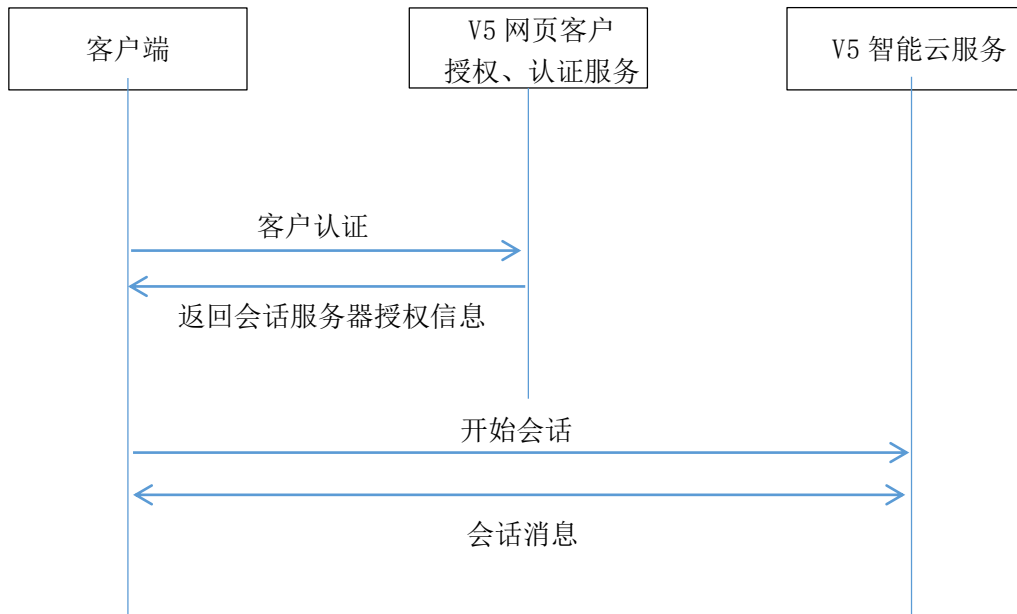 客户端
V5 网页客户
授权、认证服务
V5 智能云服务
客户认证
返回会话服务器授权信息
开始会话
会话消息